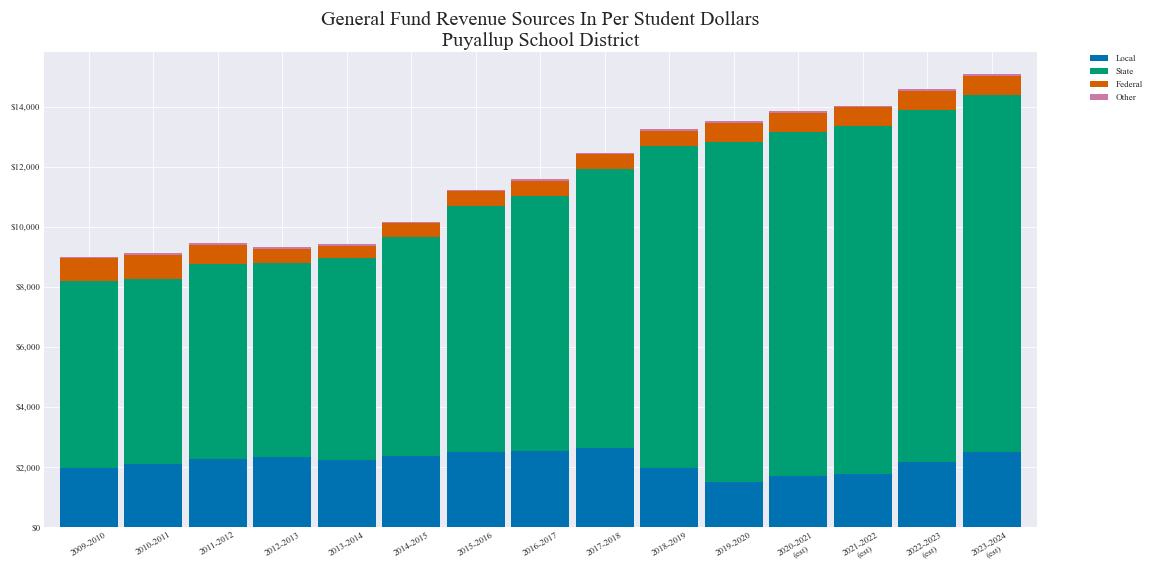 General Fund Revenue Sources In Per Student Dollars
Puyallup School District
Local
State
Federal
Other
$14,000
$12,000
$10,000
$8,000
$6,000
$4,000
$2,000
$0
2009-2010
2010-2011
2011-2012
2012-2013
2013-2014
2014-2015
2015-2016
2016-2017
2017-2018
2018-2019
2019-2020
2020-2021
(est)
2021-2022
(est)
2022-2023
(est)
2023-2024
(est)